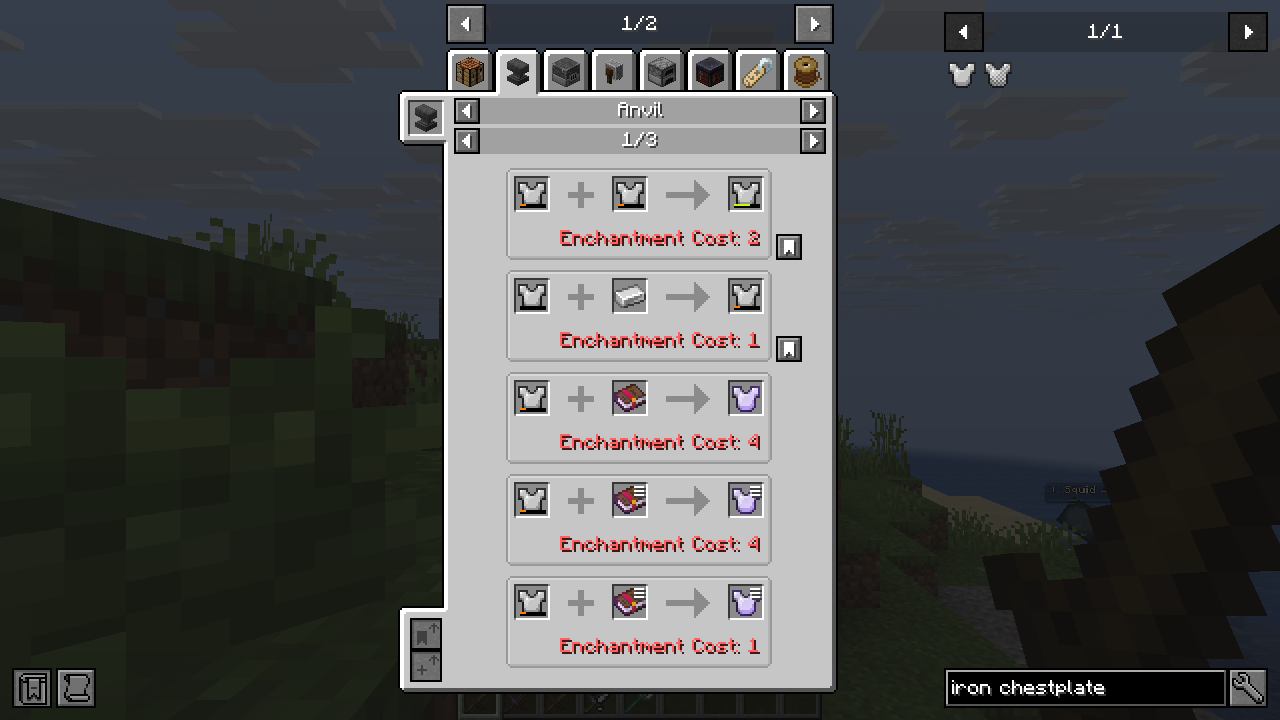 1/2
1/1
Anvil
1/3
Enchantment Cost: 2
Enchantment Cost: 1
Enchantment Cost: 4
Enchantment Cost: 4
Squid
Enchantment Cost: 1
iron chestplate